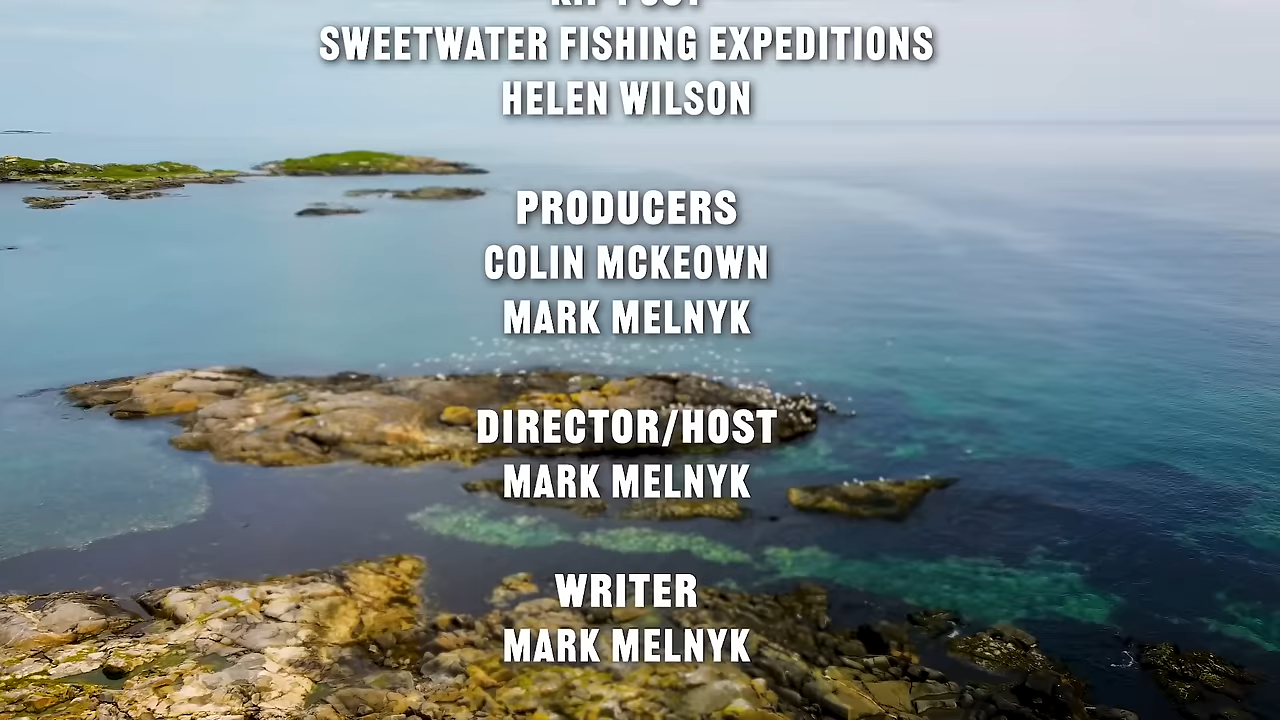 SWEETWATER FISHING EXPEDITIONS
HELEN WILSON
PRODUCERS
COLIN MCKEOWN
MARK MELNYK
DIRECTOR/HOST
MARK MELNYK
WRITER
MARK MELNYK